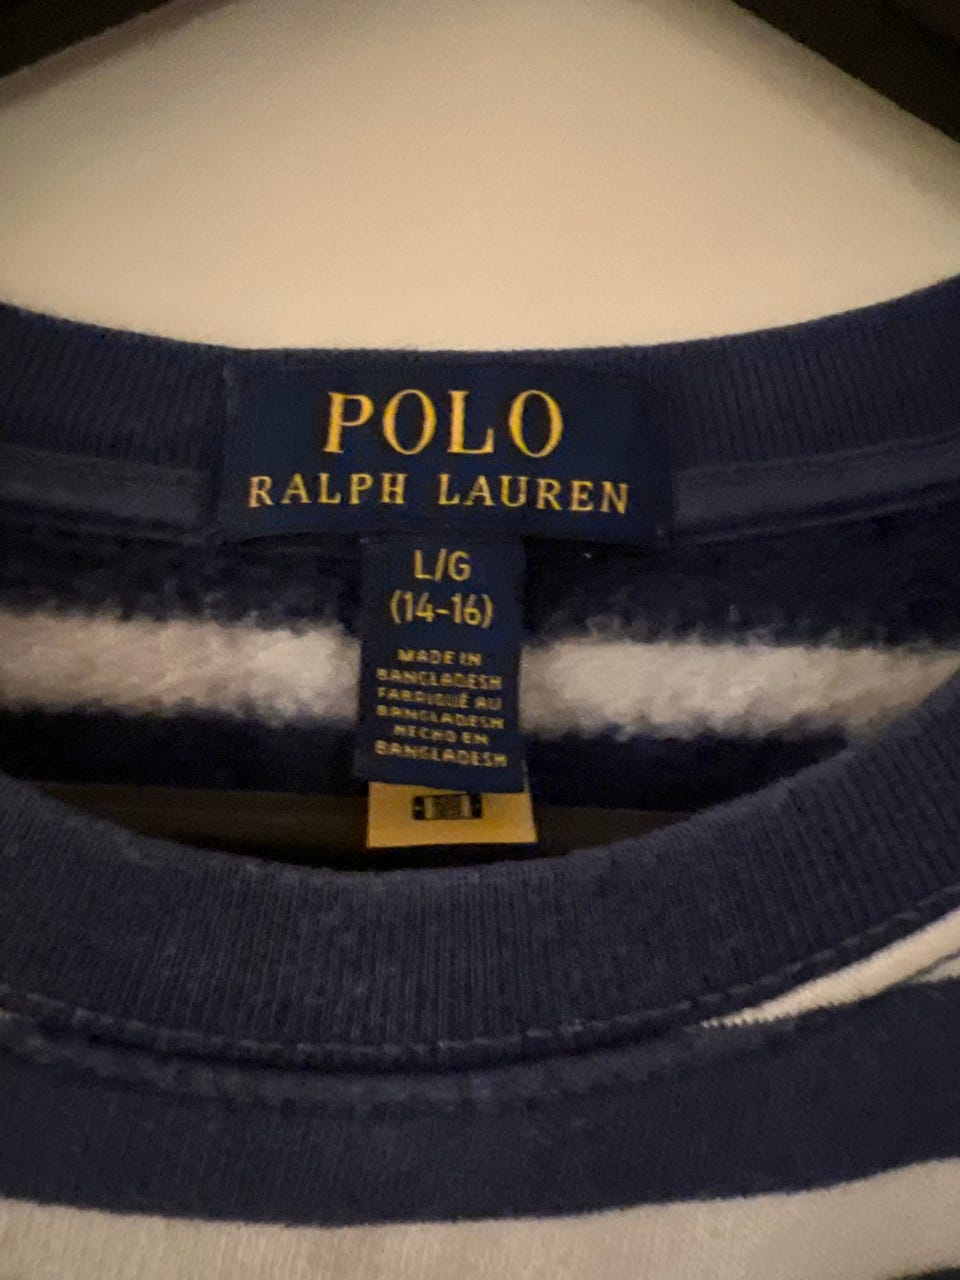 POLO
RALPH LAUREN
L/G
(14-16)
MADE IN
BANGLADESH
FABRIQUÉ AU
BANGLADESH
HECHO EN
BANGLADESH